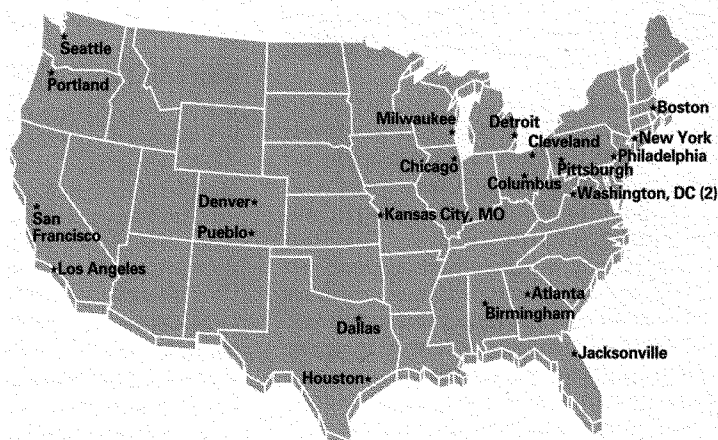 Seattle
Portland
Milwaukee
Detroit
Boston
Cleveland
New York
Philadelphia
Chicago
Pittsburgh
Columbus
Washington, DC (2)
Denver
Kansas City, MO
San
Francisco
Pueblo
Los Angeles
Atlanta
Birmingham
Dallas
Jacksonville
Houston